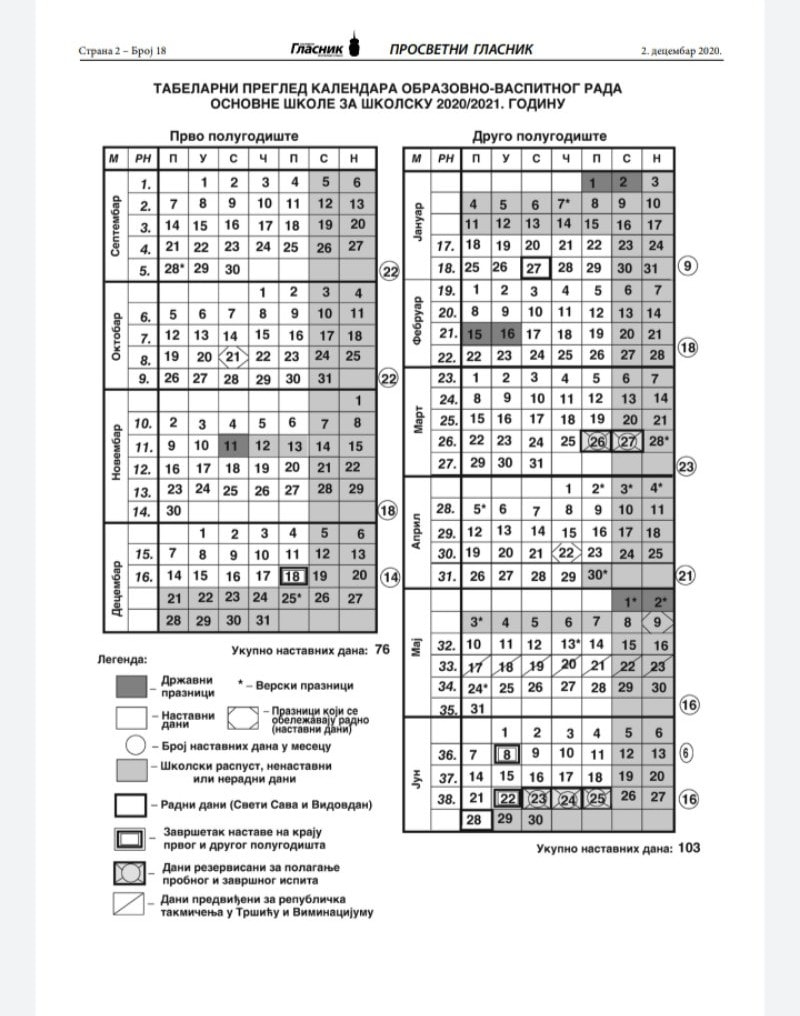 Страна 2 – Број 18 Гласник ПРОСВЕТНИ ГЛАСНИК 2. децембар 2020.
ТАБЕЛАРНИ ПРЕГЛЕД КАЛЕНДАРА ОБРАЗОВНО-ВАСПИТНОГ РАДА
ОСНОВНЕ ШКОЛЕ ЗА ШКОЛСКУ 2020/2021. ГОДИНУ
Прво полугодиште
М РН П У С Ч П С Н
Септембар
1. 1 2 3 4 5 6
2. 7 8 9 10 11 12 13
3. 14 15 16 17 18 19 20
4. 21 22 23 24 25 26 27
5. 28* 29 30 22
Октобар
1 2 3 4
6. 5 6 7 8 9 10 11
7. 12 13 14 15 16 17 18
8. 19 20 21 22 23 24 25
9. 26 27 28 29 30 31 22
Новембар
1
10. 2 3 4 5 6 7 8
11. 9 10 11 12 13 14 15
12. 16 17 18 19 20 21 22
13. 23 24 25 26 27 28 29
14. 30 18
Децембар
1 2 3 4 5 6
15. 7 8 9 10 11 12 13
16. 14 15 16 17 18 19 20 14
21 22 23 24 25* 26 27
28 29 30 31
Укупно наставних дана: 76
Легенда:
– Државни
празници
* – Верски празници
– Наставни
дани
– Празници који се
обележавају радно
(наставни дани)
– Број наставних дана у месецу
– Школски распуст, ненаставни
или нерадни дани
– Радни дани (Свети Сава и Видовдан)
– Завршетак наставе на крају
првог и другог полугодишта
– Дани резервисани за полагање
пробног и завршног испита
– Дани предвиђени за републичка
такмичења у Тршићу и Виминацијуму
Друго полугодиште
М РН П У С Ч П С Н
Јануар
1 2 3
4 5 6 7* 8 9 10
11 12 13 14 15 16 17
17. 18 19 20 21 22 23 24
18. 25 26 27 28 29 30 31 9
Фебруар
19. 1 2 3 4 5 6 7
20. 8 9 10 11 12 13 14
21. 15 16 17 18 19 20 21
22. 22 23 24 25 26 27 28 18
Март
23. 1 2 3 4 5 6 7
24. 8 9 10 11 12 13 14
25. 15 16 17 18 19 20 21
26. 22 23 24 25 26 27 28*
27. 29 30 31 23
Април
1 2* 3* 4*
28. 5* 6 7 8 9 10 11
29. 12 13 14 15 16 17 18
30. 19 20 21 22 23 24 25
31. 26 27 28 29 30* 21
Мај
1* 2*
3* 4 5 6 7 8 9
32. 10 11 12 13* 14 15 16
33. 17 18 19 20 21 22 23
34. 24* 25 26 27 28 29 30
35. 31 16
Јун
1 2 3 4 5 6
36. 7 8 9 10 11 12 13 6
37. 14 15 16 17 18 19 20
38. 21 22 23 24 25 26 27 16
28 29 30
Укупно наставних дана: 103